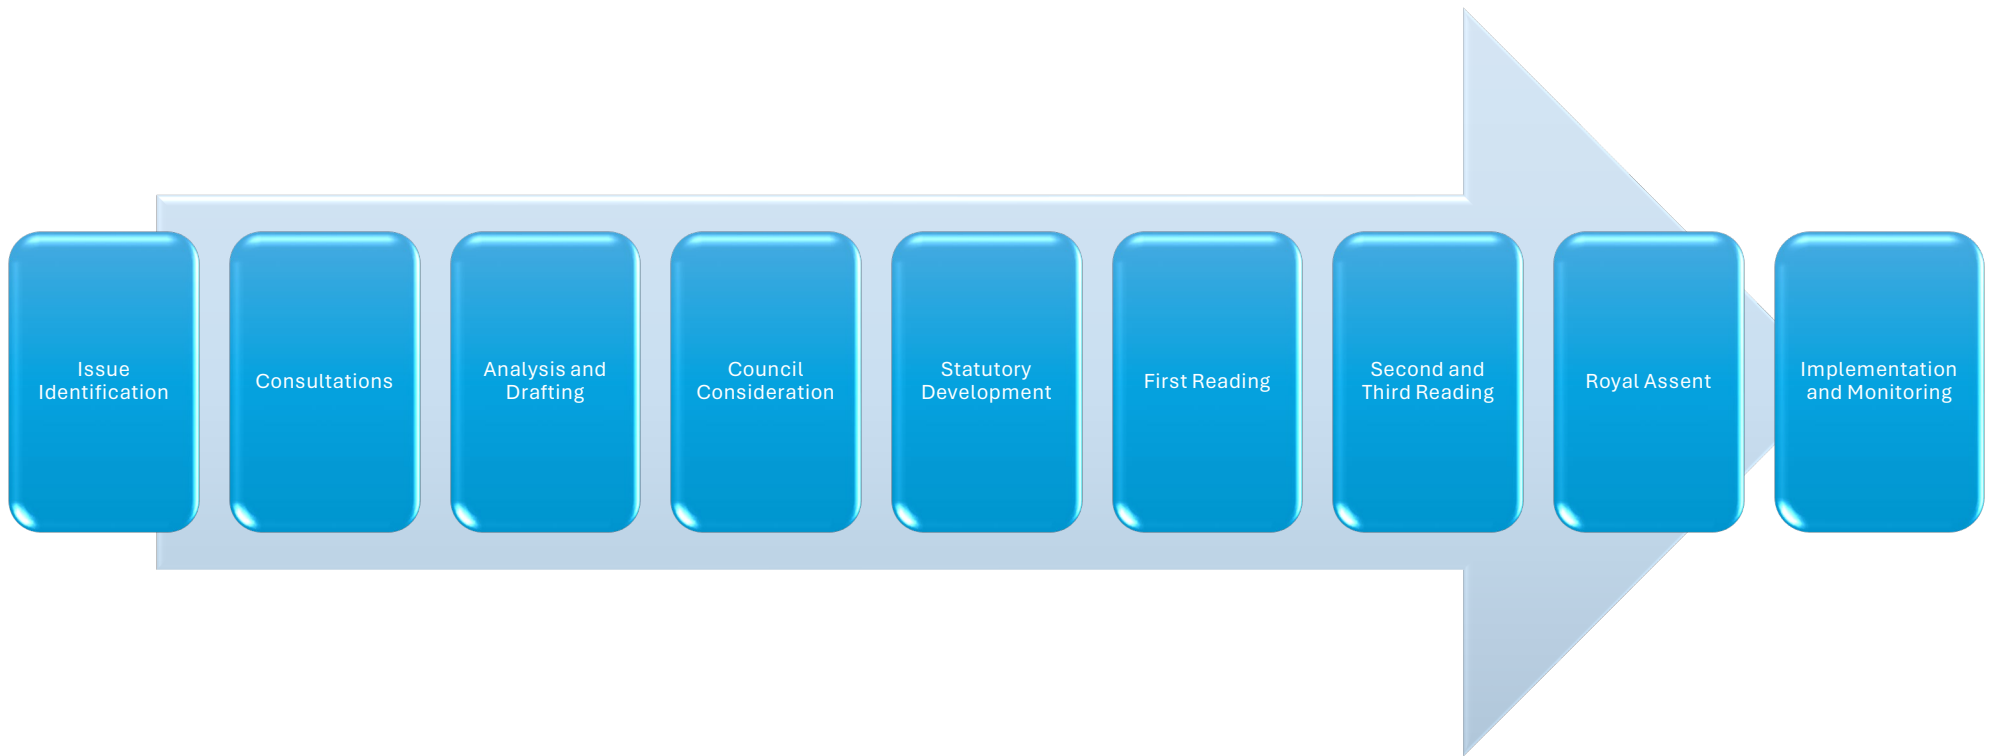 Issue
Identification
Consultations
Analysis and
Drafting
Council
Consideration
Statutory
Development
First Reading
Second and
Third Reading
Royal Assent
Implementation
and Monitoring